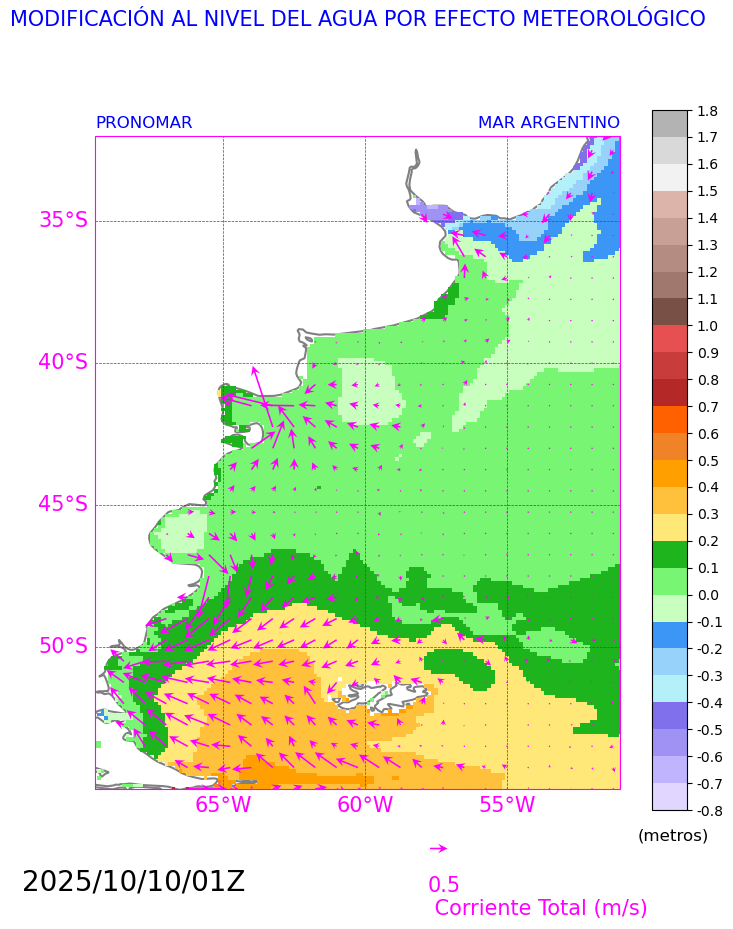 MODIFICACIÓN AL NIVEL DEL AGUA POR EFECTO METEOROLÓGICO
PRONOMAR
MAR ARGENTINO
35°S
40°S
45°S
50°S
65°W
60°W
55°W
1.8
1.7
1.6
1.5
1.4
1.3
1.2
1.1
1.0
0.9
0.8
0.7
0.6
0.5
0.4
0.3
0.2
0.1
0.0
-0.1
-0.2
-0.3
-0.4
-0.5
-0.6
-0.7
-0.8
(metros)
2025/10/10/01Z
0.5
Corriente Total (m/s)